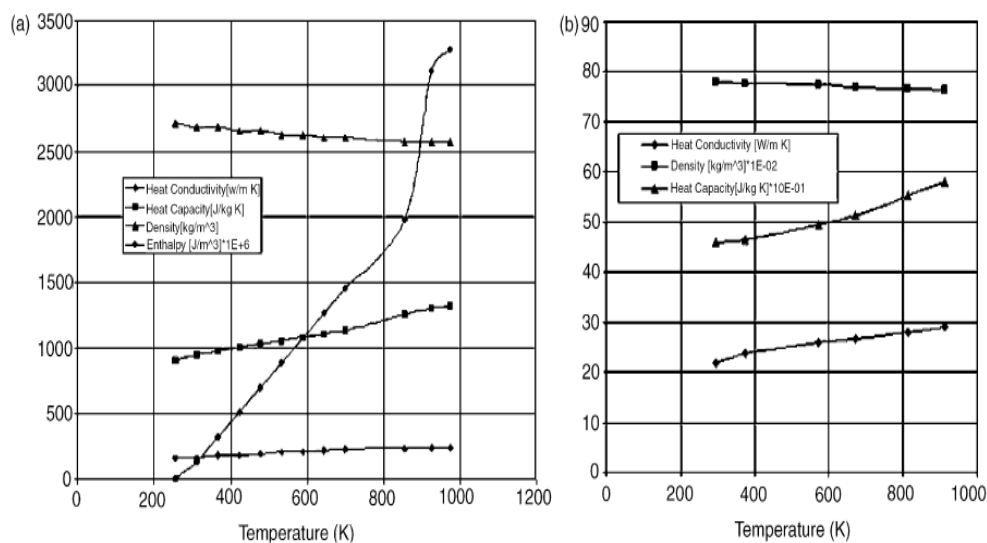 (a)
3500
3000
2500
2000
1500
1000
500
0
Heat Conductivity[w/m K]
Heat Capacity[J/kg K]
Density[kg/m^3]
Enthalpy [J/m^3]*1E+6
0 200 400 600 800 1000 1200
Temperature (K)
(b)
90
80
70
60
50
40
30
20
10
0
Heat Conductivity [W/m K]
Density [kg/m^3]*1E-02
Heat Capacity[J/kg K]*10E-01
0 200 400 600 800 1000
Temperature (K)